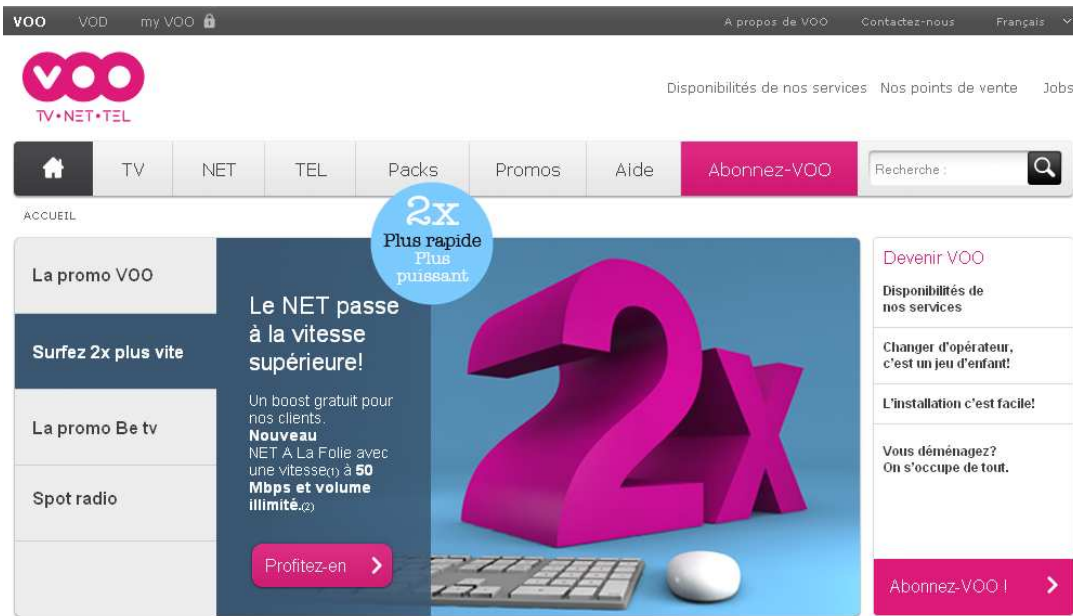 VOO VOD my VOO A propos de VOO Contactez-nous Français
VOO
TV•NET•TEL
Disponibilités de nos services Nos points de vente Jobs
TV NET TEL Packs Promos Aide Abonnez-VOO Recherche :
ACCUEIL
2x
Plus rapide
Plus
puissant
La promo VOO
Surfez 2x plus vite
La promo Be tv
Spot radio
Le NET passe
à la vitesse
supérieure!
Un boost gratuit pour
nos clients.
Nouveau
NET A La Folie avec
une vitesse(1) à 50
Mbps et volume
illimité.(2)
Profitez-en
2x
Devenir VOO
Disponibilités de
nos services
Changer d'opérateur,
c'est un jeu d'enfant!
L'installation c'est facile!
Vous déménagez?
On s'occupe de tout.
Abonnez-VOO !